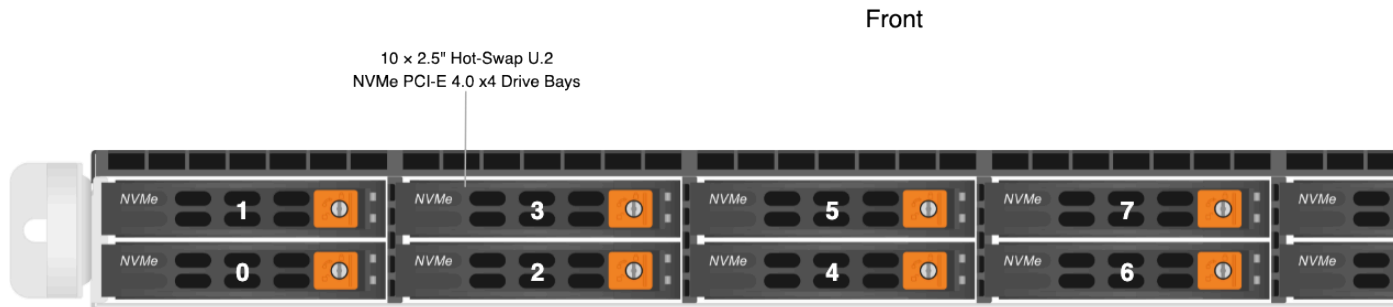 Front
10 × 2.5" Hot-Swap U.2
NVMe PCI-E 4.0 x4 Drive Bays
NVMe 1 NVMe 3 NVMe 5 NVMe 7 NVMe
NVMe 0 NVMe 2 NVMe 4 NVMe 6 NVMe